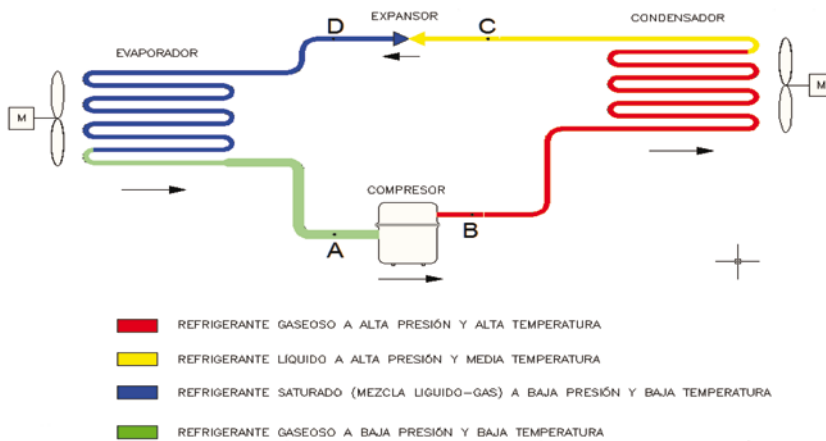 D
EXPANSOR
C
CONDENSADOR
EVAPORADOR
M
M
COMPRESOR
A
B
REFRIGERANTE GASEOSO A ALTA PRESIÓN Y ALTA TEMPERATURA
REFRIGERANTE LÍQUIDO A ALTA PRESIÓN Y MEDIA TEMPERATURA
REFRIGERANTE SATURADO (MEZCLA LIGUIDO-GAS) A BAJA PRESIÓN Y BAJA TEMPERATURA
REFRIGERANTE GASEOSO A BAJA PRESIÓN Y BAJA TEMPERATURA